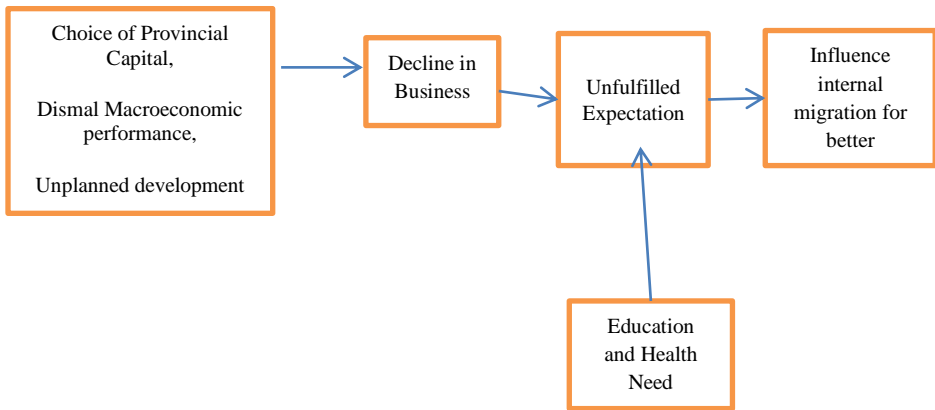 Choice of Provincial
Capital,
Dismal Macroeconomic
performance,
Unplanned development
Decline in
Business
Unfulfilled
Expectation
Influence
internal
migration for
better
Education
and Health
Need